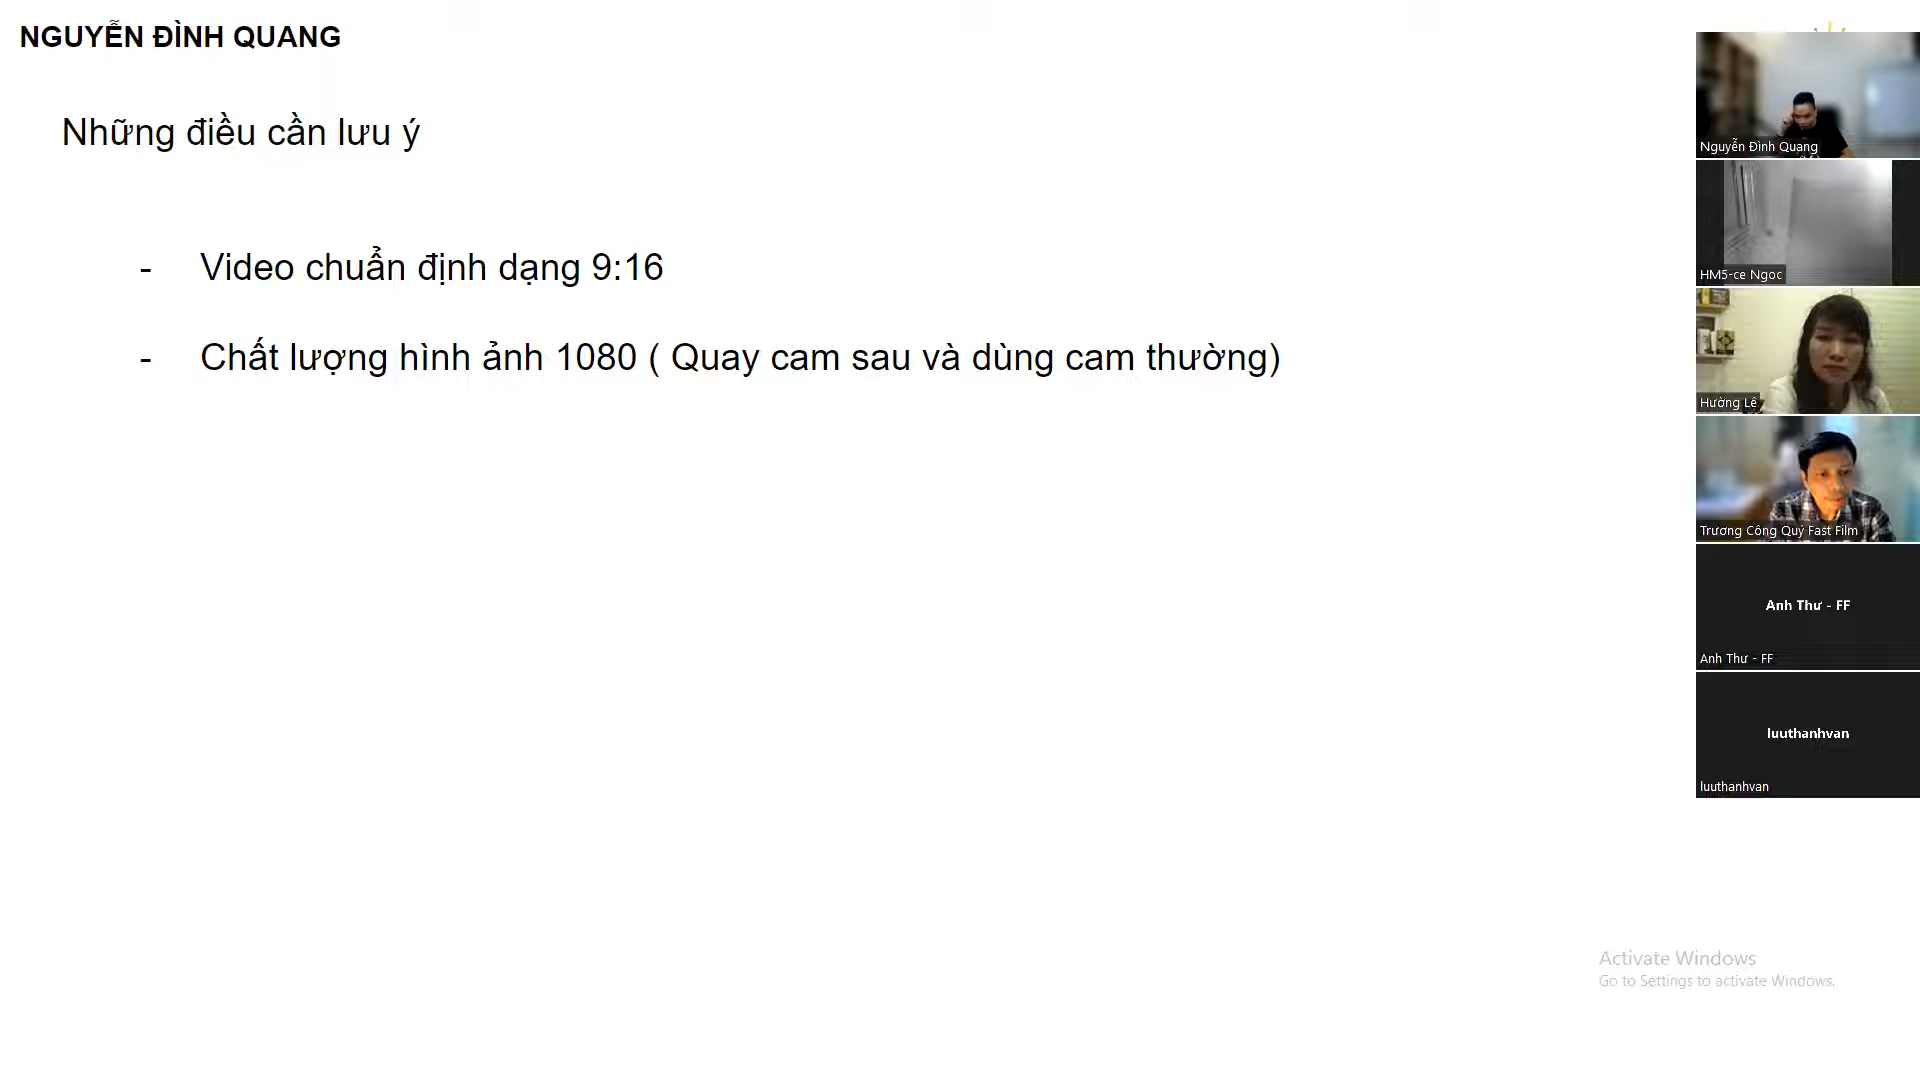 NGUYỄN ĐÌNH QUANG
Những điều cần lưu ý
- Video chuẩn định dạng 9:16
- Chất lượng hình ảnh 1080 ( Quay cam sau và dùng cam thường)
Nguyễn Đình Quang
HM5-ce Ngoc
Hường Lê
Trương Công Quý Fast Film
Anh Thư - FF
Anh Thư - FF
luuthanhvan
luuthanhvan
Activate Windows
Go to Settings to activate Windows.